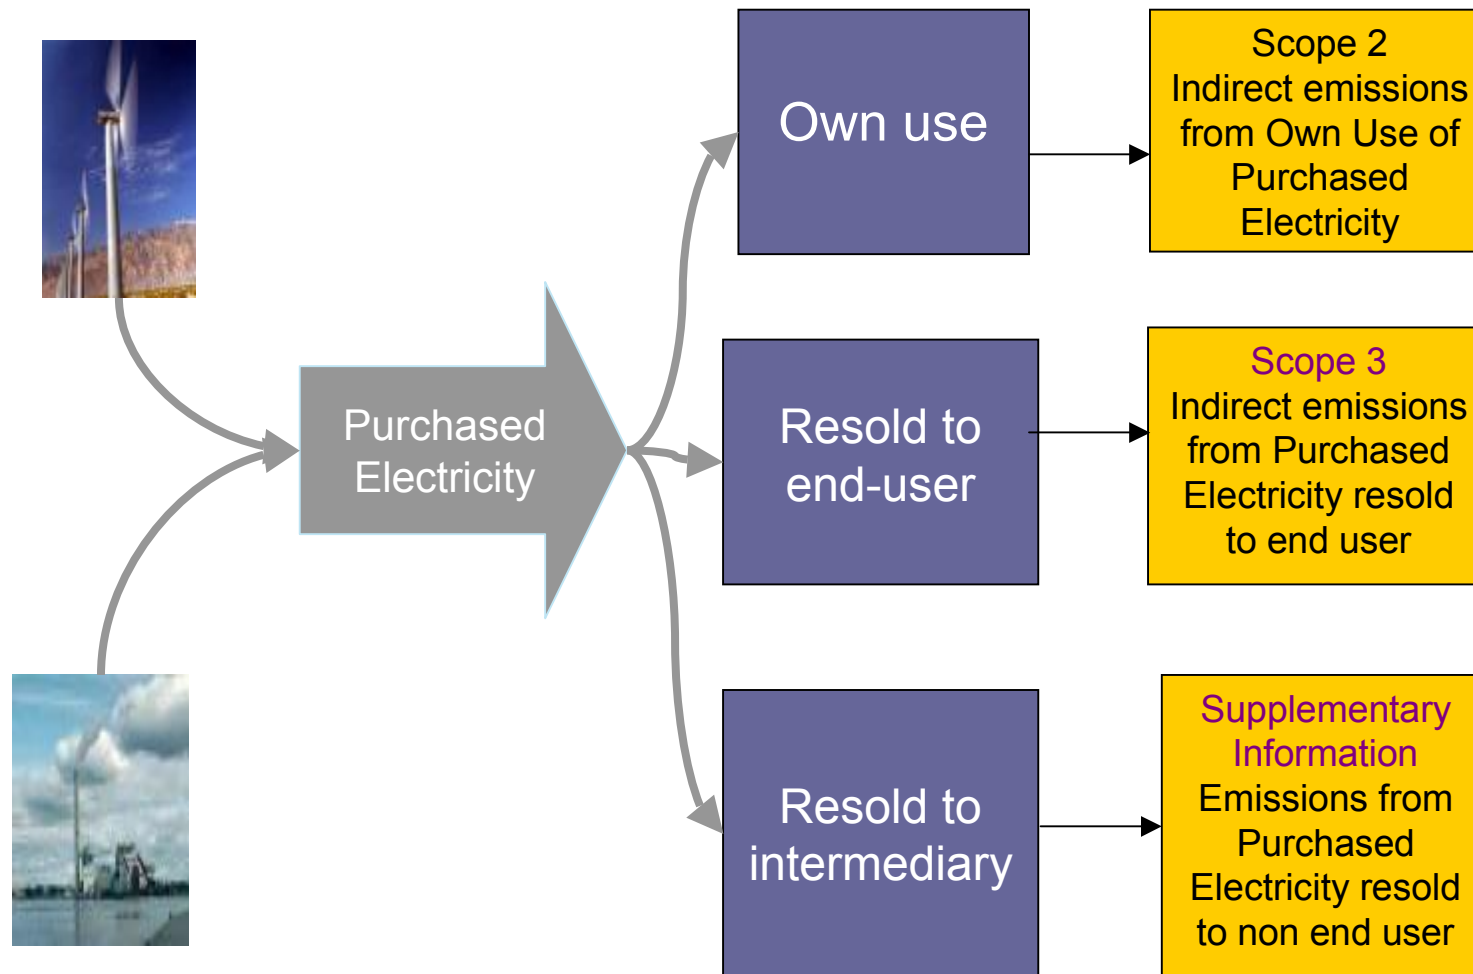 Own use
Scope 2
Indirect emissions
from Own Use of
Purchased
Electricity
Purchased
Electricity
Resold to
end-user
Scope 3
Indirect emissions
from Purchased
Electricity resold
to end user
Resold to
intermediary
Supplementary
Information
Emissions from
Purchased
Electricity resold
to non end user